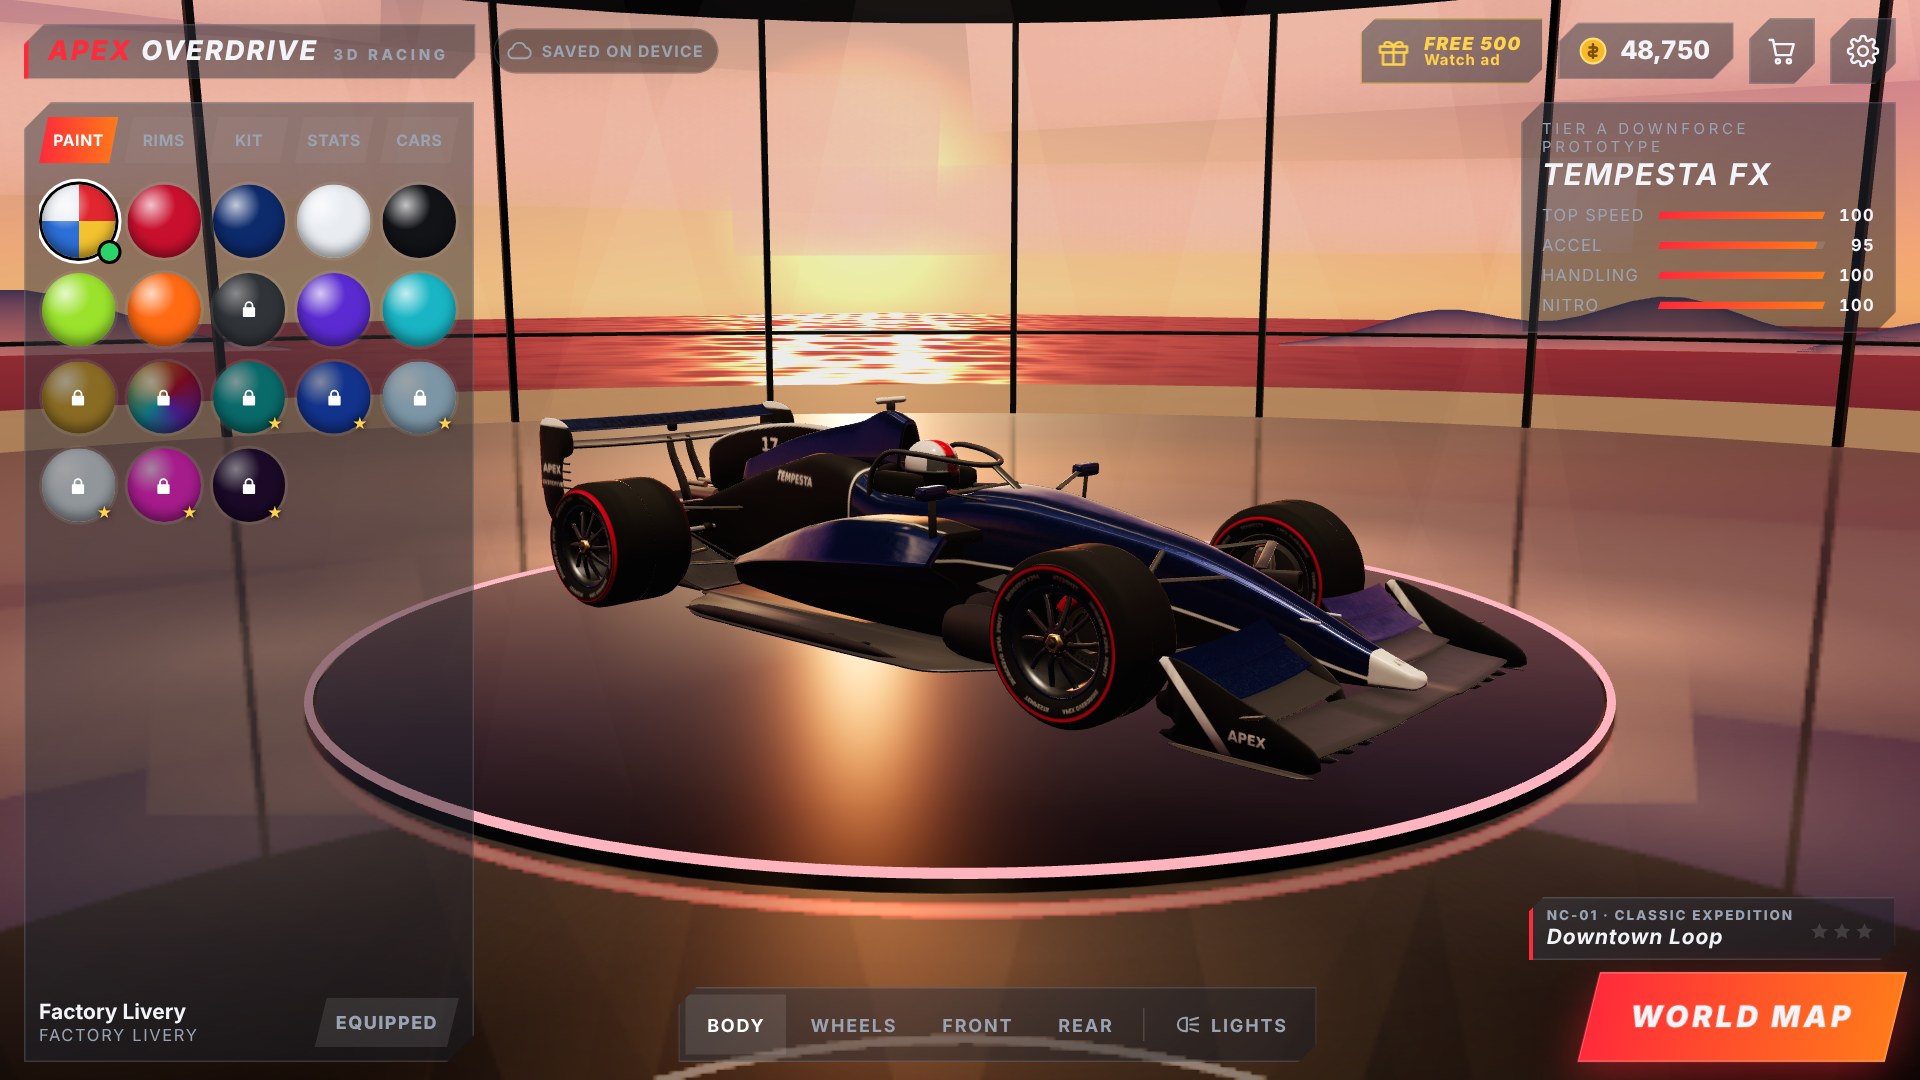 APEX OVERDRIVE 3D RACING
SAVED ON DEVICE
FREE 500
Watch ad
48,750
PAINT RIMS KIT STATS CARS
TIER A DOWNFORCE
PROTOTYPE
TEMPESTA FX
TOP SPEED 100
ACCEL 95
HANDLING 100
NITRO 100
17
TEMPESTA
APEX
APEX
NC-01 · CLASSIC EXPEDITION
Downtown Loop
WORLD MAP
Factory Livery
FACTORY LIVERY
EQUIPPED
BODY WHEELS FRONT REAR LIGHTS